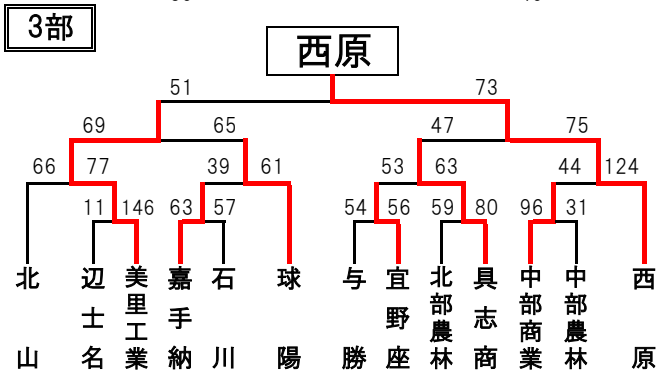 3部
西原
51 73
69 65 47 75
66 77 39 61 53 63 44 124
11 146 63 57 54 56 59 80 96 31
北山
辺士名
美里工業
嘉手納
石川
球陽
与勝
宜野座
北部農林
具志商
中部商業
中部農林
西原